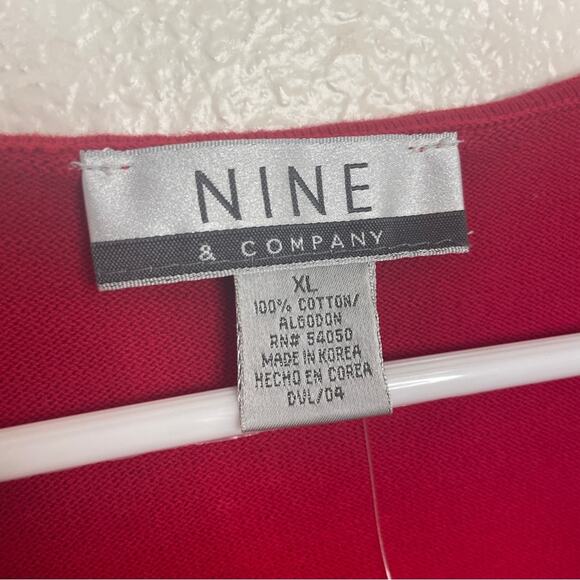 NINE
& COMPANY
XL
100% COTTON/
ALGODON
RN# 54050
MADE IN KOREA
HECHO EN COREA
DVL/04